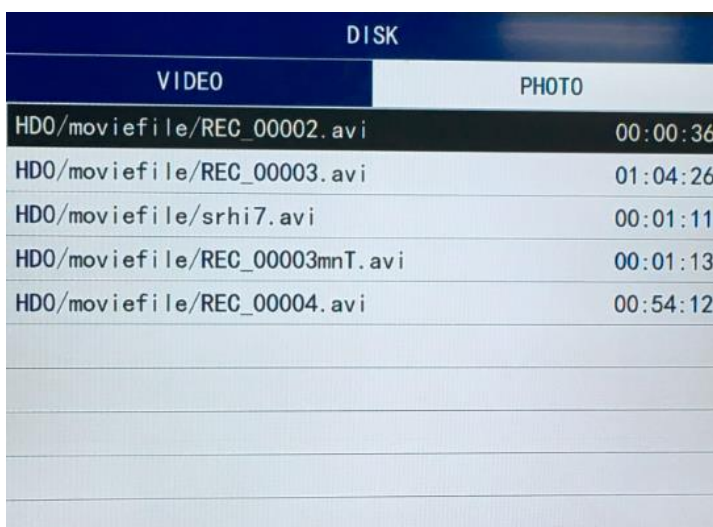 DISK
VIDEO PHOTO
HD0/moviefile/REC_00002.avi 00:00:36
HD0/moviefile/REC_00003.avi 01:04:26
HD0/moviefile/srhi7.avi 00:01:11
HD0/moviefile/REC_00003mnT.avi 00:01:13
HD0/moviefile/REC_00004.avi 00:54:12